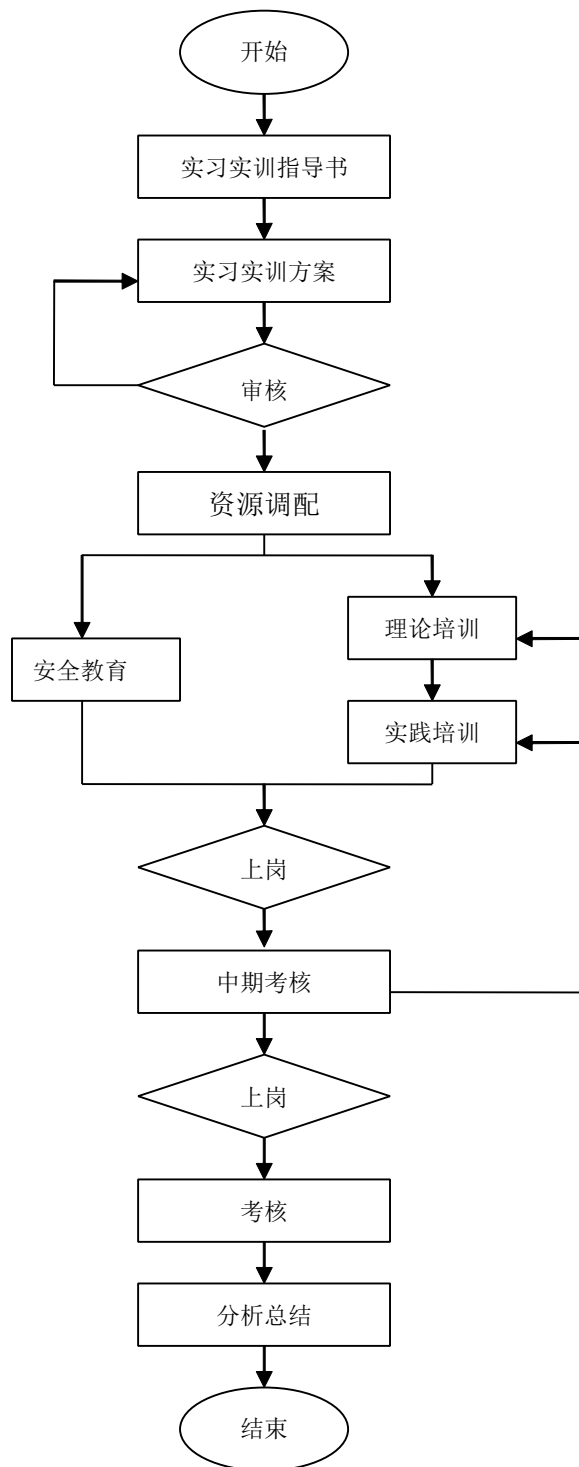 开始
实习实训指导书
实习实训方案
审核
资源调配
理论培训
安全教育
实践培训
上岗
中期考核
上岗
考核
分析总结
结束